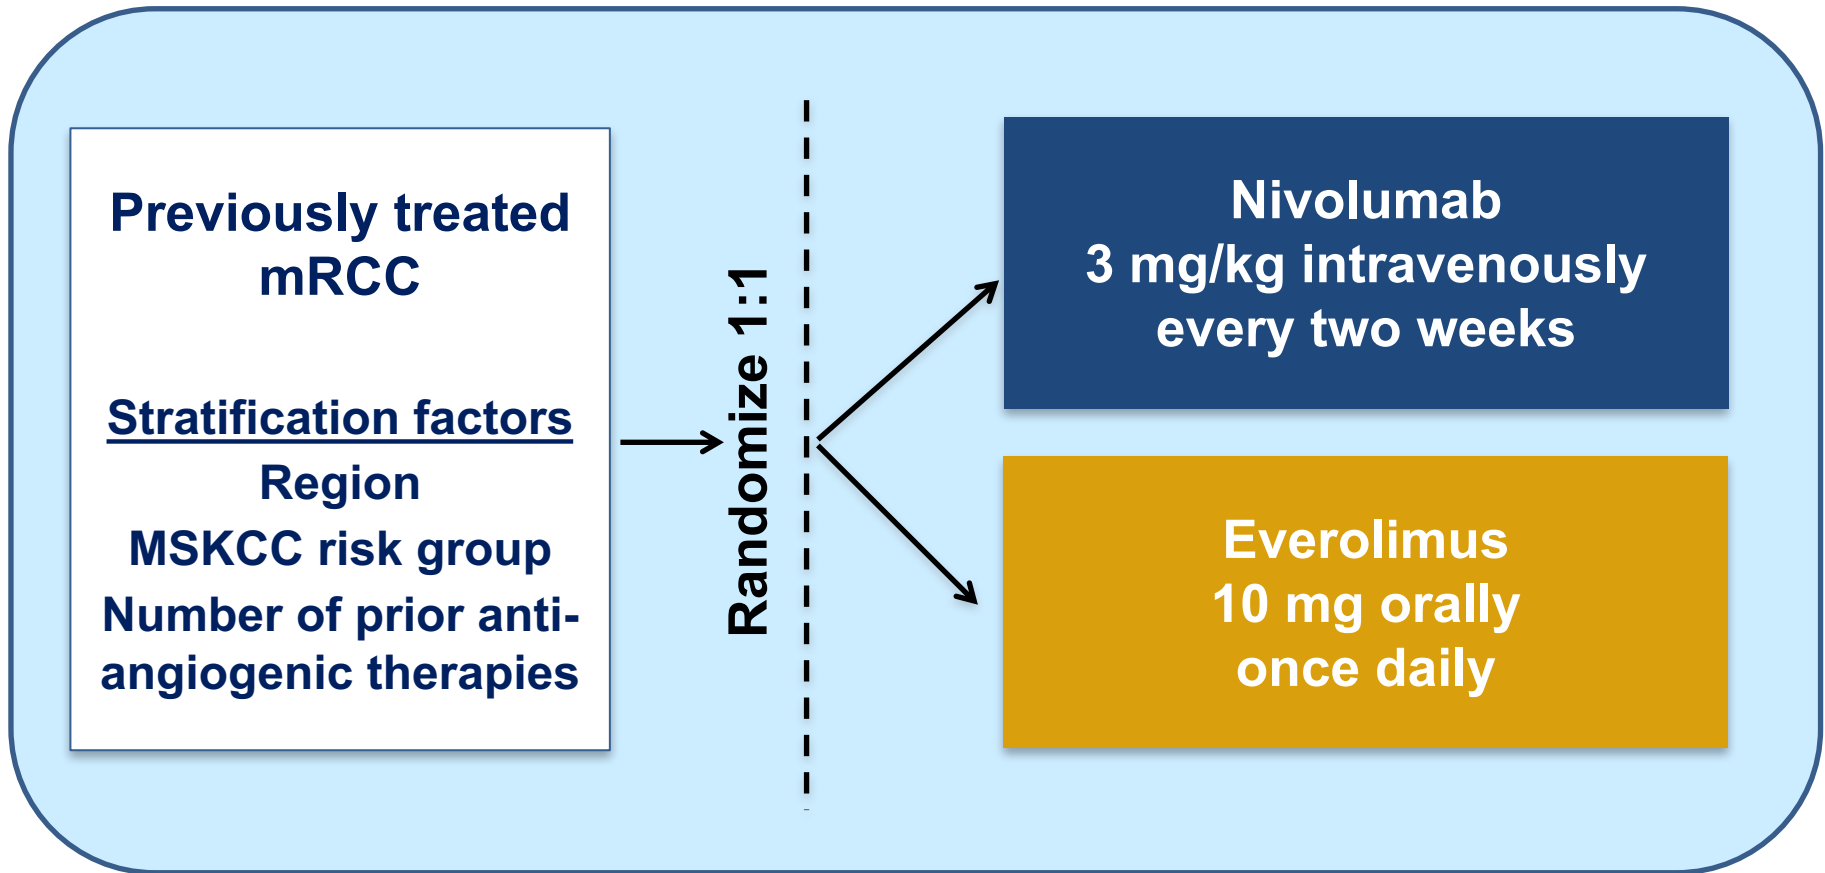 Previously treated
mRCC
Stratification factors
Region
MSKCC risk group
Number of prior anti-
angiogenic therapies
Randomize 1:1
Nivolumab
3 mg/kg intravenously
every two weeks
Everolimus
10 mg orally
once daily